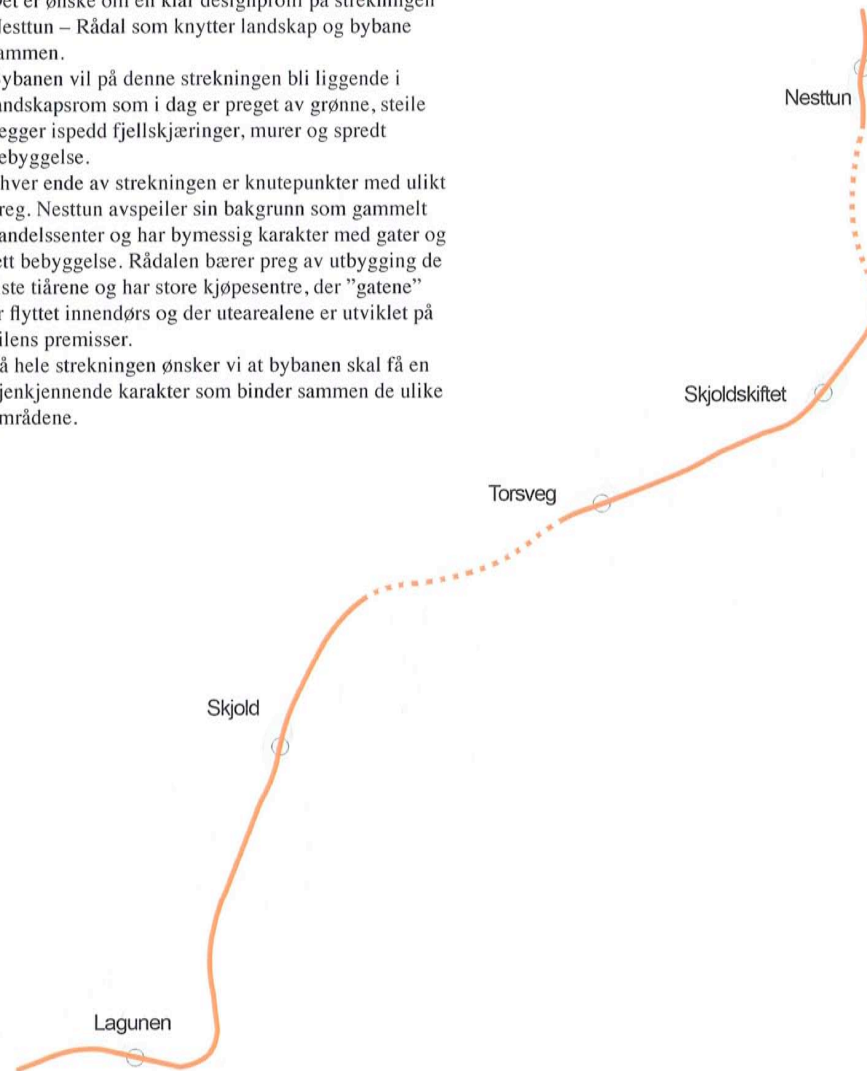 et er ønske om en klar designprofil på strekningen
Nesttun – Rådal som knytter landskap og bybane
ammen.
ybanen vil på denne strekningen bli liggende i
andskapsrom som i dag er preget av grønne, steile
egger ispedd fjellskjæringer, murer og spredt
ebyggelse.
hver ende av strekningen er knutepunkter med ulikt
reg. Nesttun avspeiler sin bakgrunn som gammelt
andelssenter og har bymessig karakter med gater og
ett bebyggelse. Rådalen bærer preg av utbygging de
iste tiårene og har store kjøpesentre, der ”gatene”
r flyttet innendørs og der utearealene er utviklet på
ilens premisser.
å hele strekningen ønsker vi at bybanen skal få en
jenkjennende karakter som binder sammen de ulike
mrådene.
Nesttun
Skjoldskiftet
Torsveg
Skjold
Lagunen